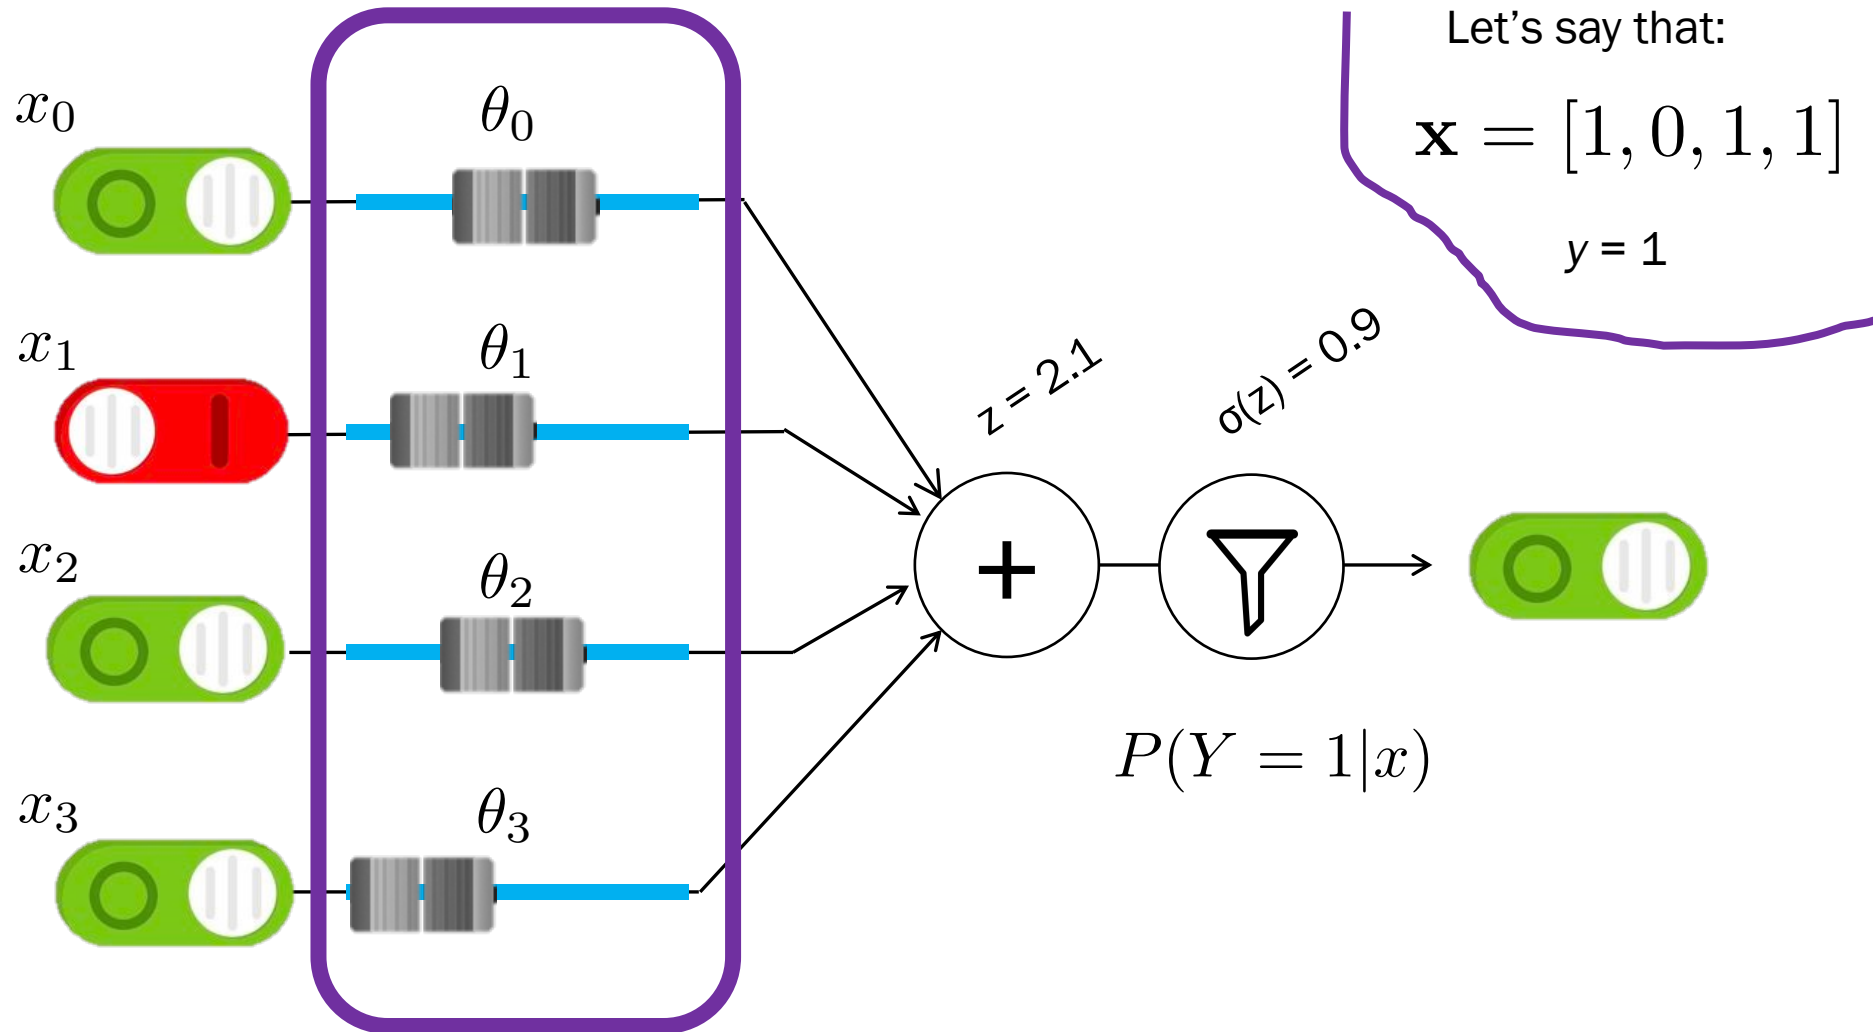 Let's say that:
x = [1, 0, 1, 1]
y = 1
x₀
θ₀
x₁
θ₁
z = 2.1
σ(z) = 0.9
x₂
θ₂
+
P(Y = 1|x)
x₃
θ₃